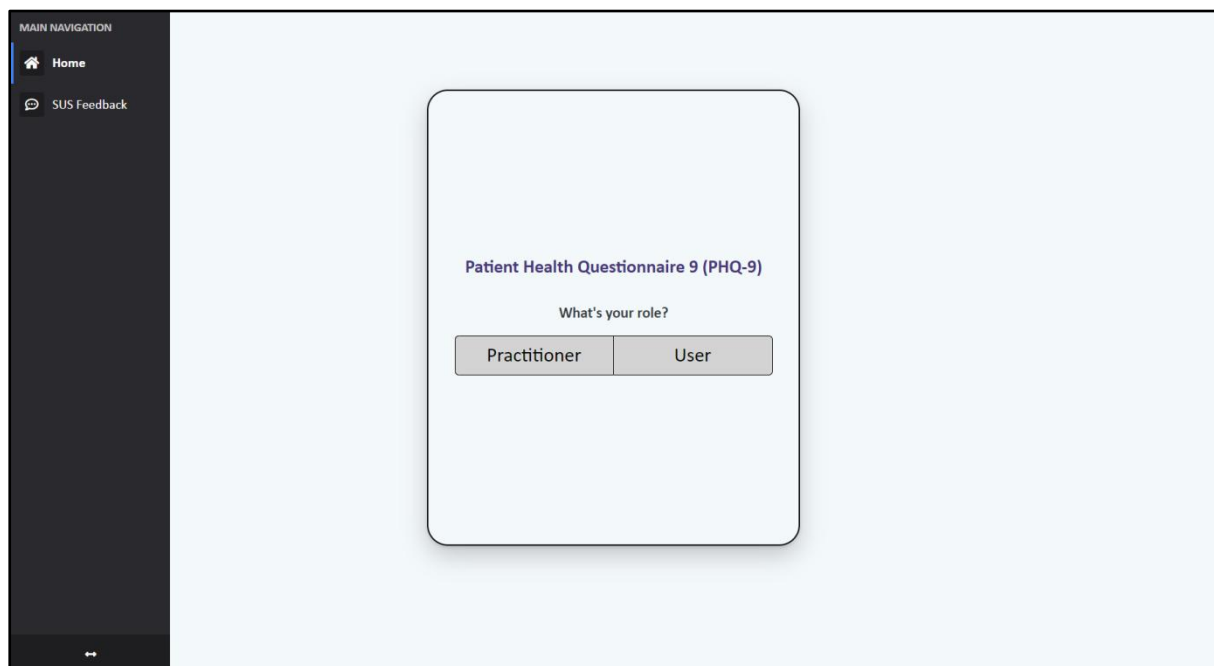 MAIN NAVIGATION
Home
SUS Feedback
Patient Health Questionnaire 9 (PHQ-9)
What's your role?
Practitioner
User